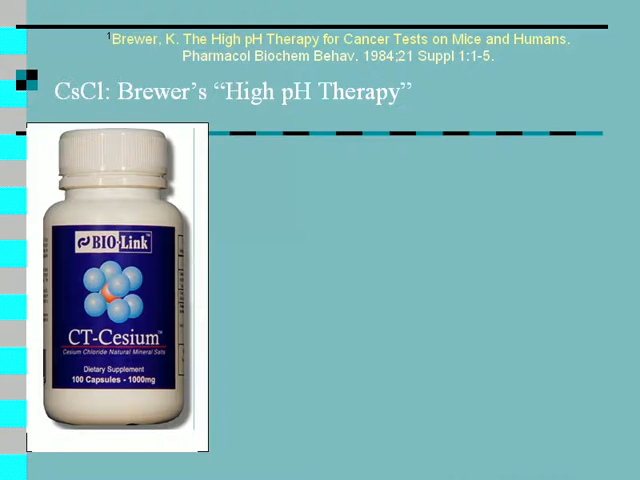 ¹Brewer, K. The High pH Therapy for Cancer Tests on Mice and Humans.
Pharmacol Biochem Behav, 1984;21 Suppl 1:1-5.
CsCl: Brewer's “High pH Therapy”
BIO-Link™
CT-Cesium™
Cesium Chloride Natural Mineral Salts
Dietary Supplement
100 Capsules - 1000mg